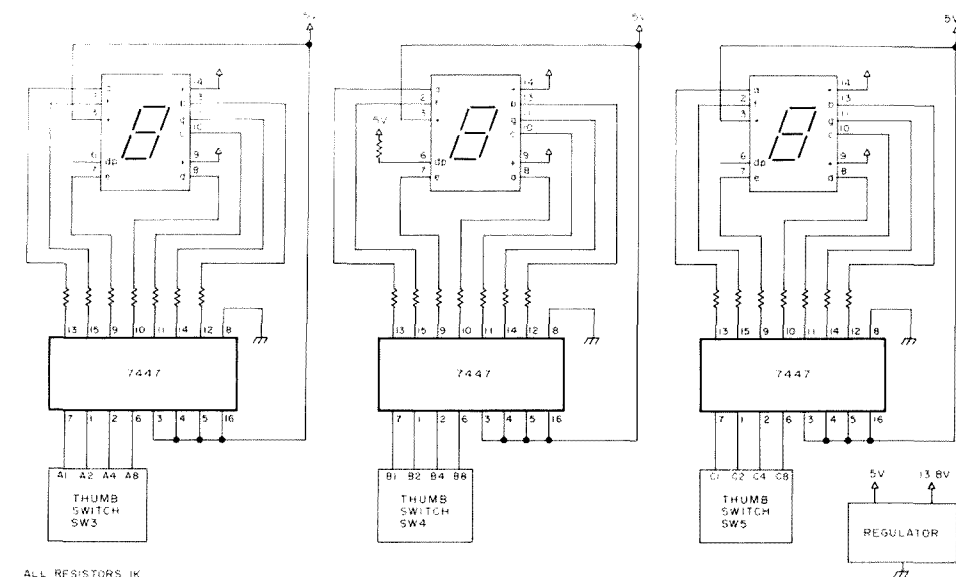 5V 5V 5V
a 14 a 14 a 14
f 3 b 2 f b 13 2 f b 13
3 g 3 g 11 3 g 11
c 10 c 10 c 10
5V
6 dp 9 6 dp 9 6 dp 9
7 e d 8 7 e d 8 7 e d 8
13 15 9 10 11 14 12 8 13 15 9 10 11 14 12 8 13 15 9 10 11 14 12 8
7447 7447 7447
7 1 2 6 3 4 5 16 7 1 2 6 3 4 5 16 7 1 2 6 3 4 5 16
A1 A2 A4 A8 B1 B2 B4 B8 C1 C2 C4 C8
THUMB
SWITCH
SW3
THUMB
SWITCH
SW4
THUMB
SWITCH
SW5
5V 13.8V
REGULATOR
ALL RESISTORS 1K